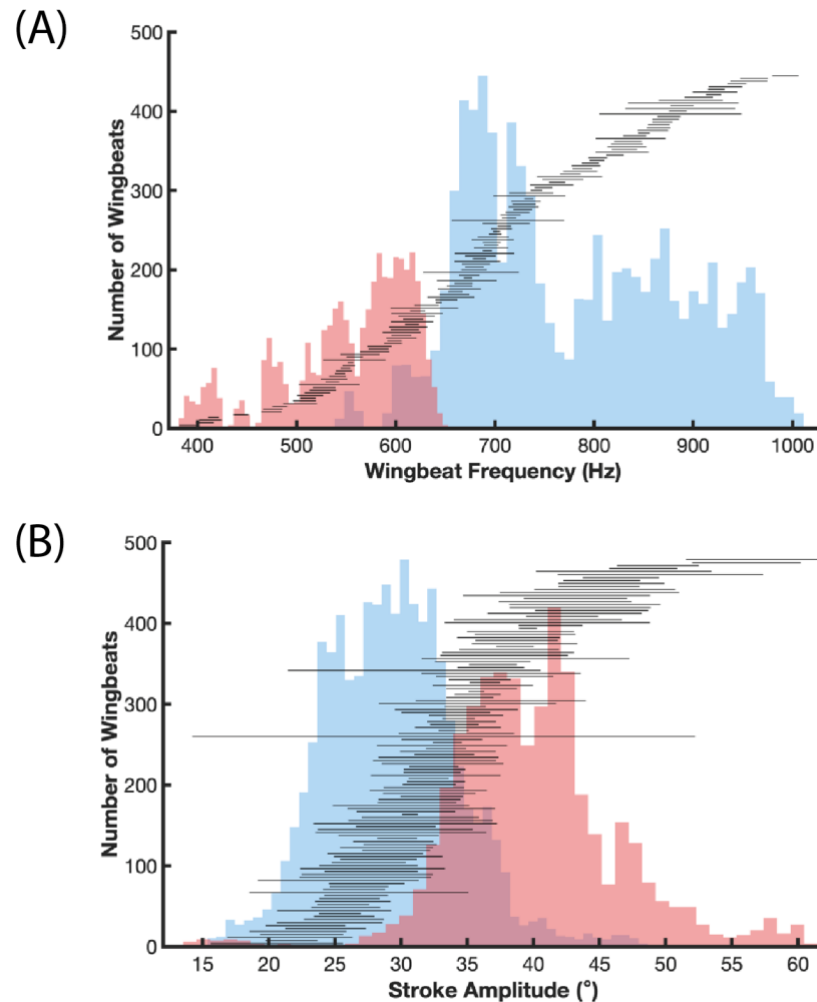 (A)
500
400
300
200
100
0
Number of Wingbeats
400 500 600 700 800 900 1000
Wingbeat Frequency (Hz)
(B)
500
400
300
200
100
0
Number of Wingbeats
15 20 25 30 35 40 45 50 55 60
Stroke Amplitude (°)